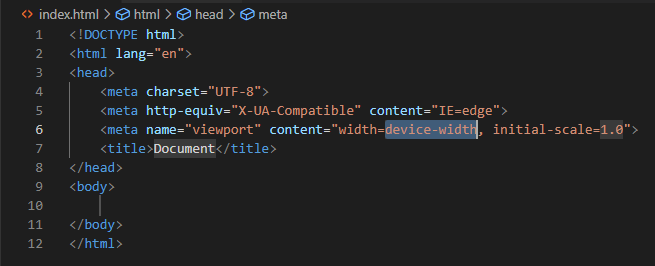 index.html > html > head > meta
1 <!DOCTYPE html>
2 <html lang="en">
3 <head>
4     <meta charset="UTF-8">
5     <meta http-equiv="X-UA-Compatible" content="IE=edge">
6     <meta name="viewport" content="width=device-width, initial-scale=1.0">
7     <title>Document</title>
8 </head>
9 <body>
10
11 </body>
12 </html>